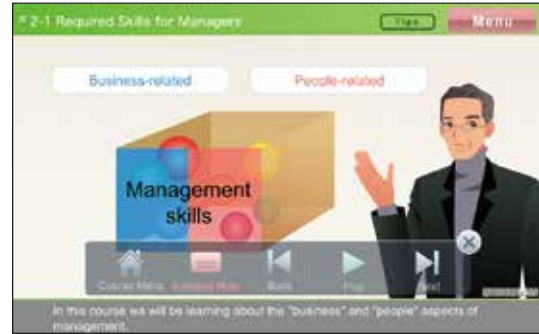 2-1 Required Skills for Managers
Tips
Menu
Business-related
People-related
Management
skills
Course Menu
Back
Play
Next
In this course we will be learning about the "business" and "people" aspects of
management.